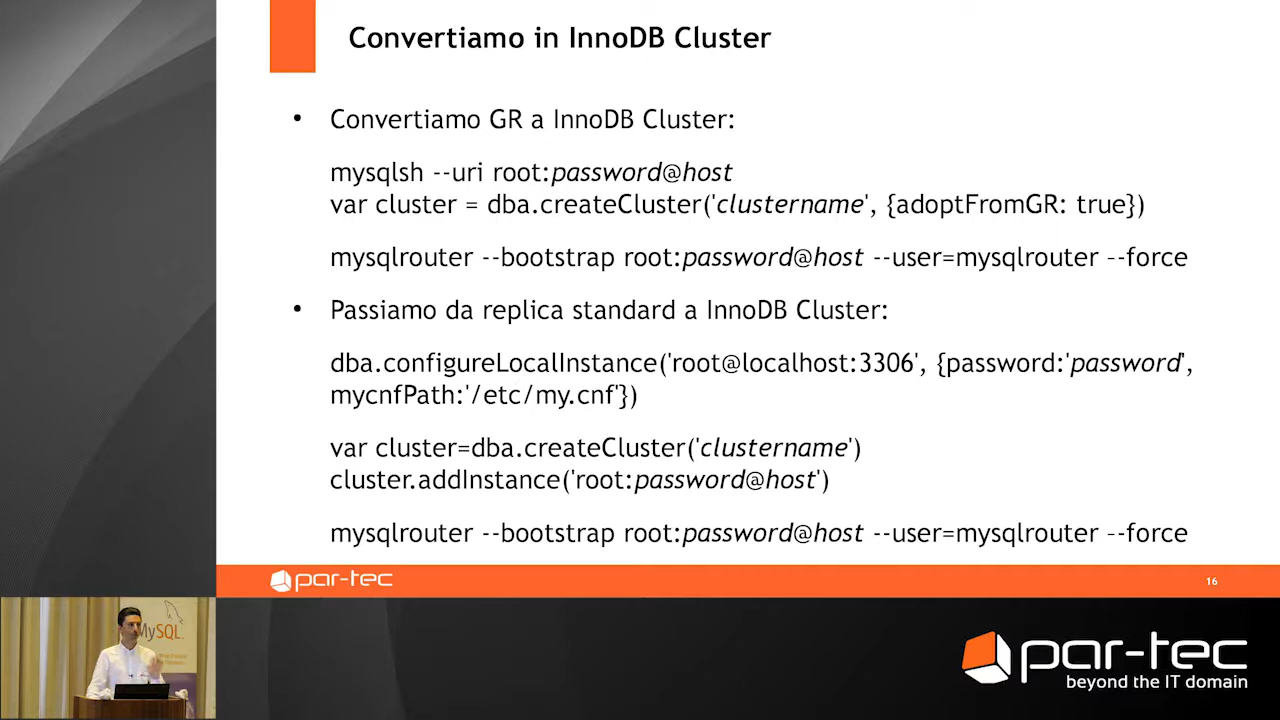 Convertiamo in InnoDB Cluster
• Convertiamo GR a InnoDB Cluster:
mysqlsh --uri root:password@host
var cluster = dba.createCluster('clustername', {adoptFromGR: true})
mysqlrouter --bootstrap root:password@host --user=mysqlrouter --force
• Passiamo da replica standard a InnoDB Cluster:
dba.configureLocalInstance('root@localhost:3306', {password:'password',
mycnfPath:'/etc/my.cnf'})
var cluster=dba.createCluster('clustername')
cluster.addInstance('root:password@host')
mysqlrouter --bootstrap root:password@host --user=mysqlrouter --force
par-tec
16
MySQL
par-tec
beyond the IT domain